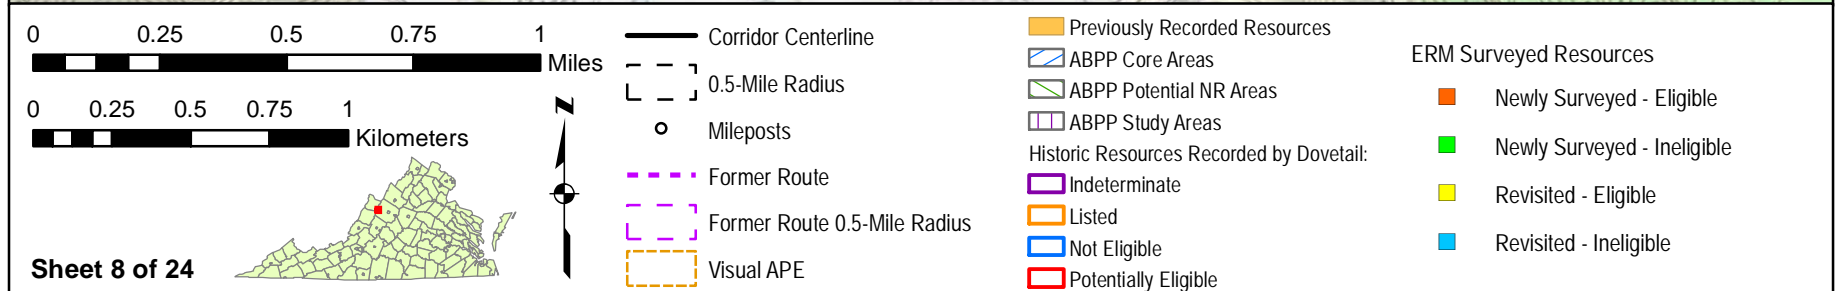 0 0.25 0.5 0.75 1
Miles
0 0.25 0.5 0.75 1
Kilometers
Sheet 8 of 24
N
Corridor Centerline
0.5-Mile Radius
Mileposts
Former Route
Former Route 0.5-Mile Radius
Visual APE
Previously Recorded Resources
ABPP Core Areas
ABPP Potential NR Areas
ABPP Study Areas
Historic Resources Recorded by Dovetail:
Indeterminate
Listed
Not Eligible
Potentially Eligible
ERM Surveyed Resources
Newly Surveyed - Eligible
Newly Surveyed - Ineligible
Revisited - Eligible
Revisited - Ineligible